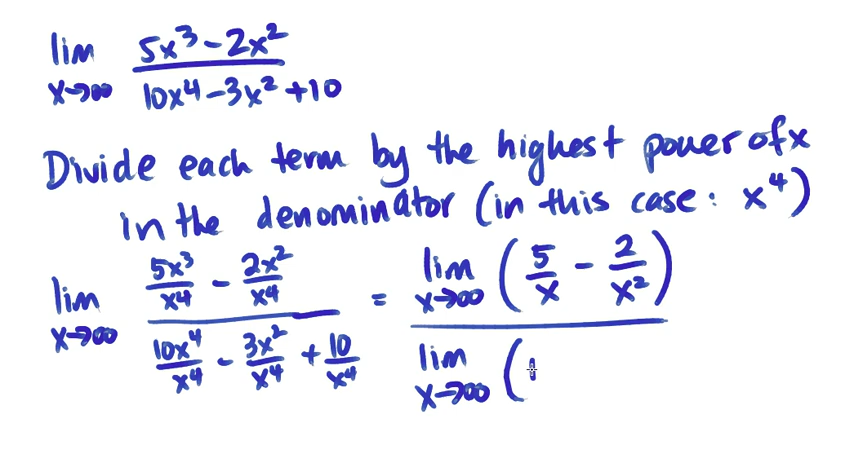 lim x→∞ (5x³ - 2x²)/(10x⁴ - 3x² + 10)
Divide each term by the highest power of x
in the denominator (in this case: x⁴)
lim x→∞ (5x³/x⁴ - 2x²/x⁴)/(10x⁴/x⁴ - 3x²/x⁴ + 10/x⁴) = lim x→∞ (5/x - 2/x²) / lim x→∞ (